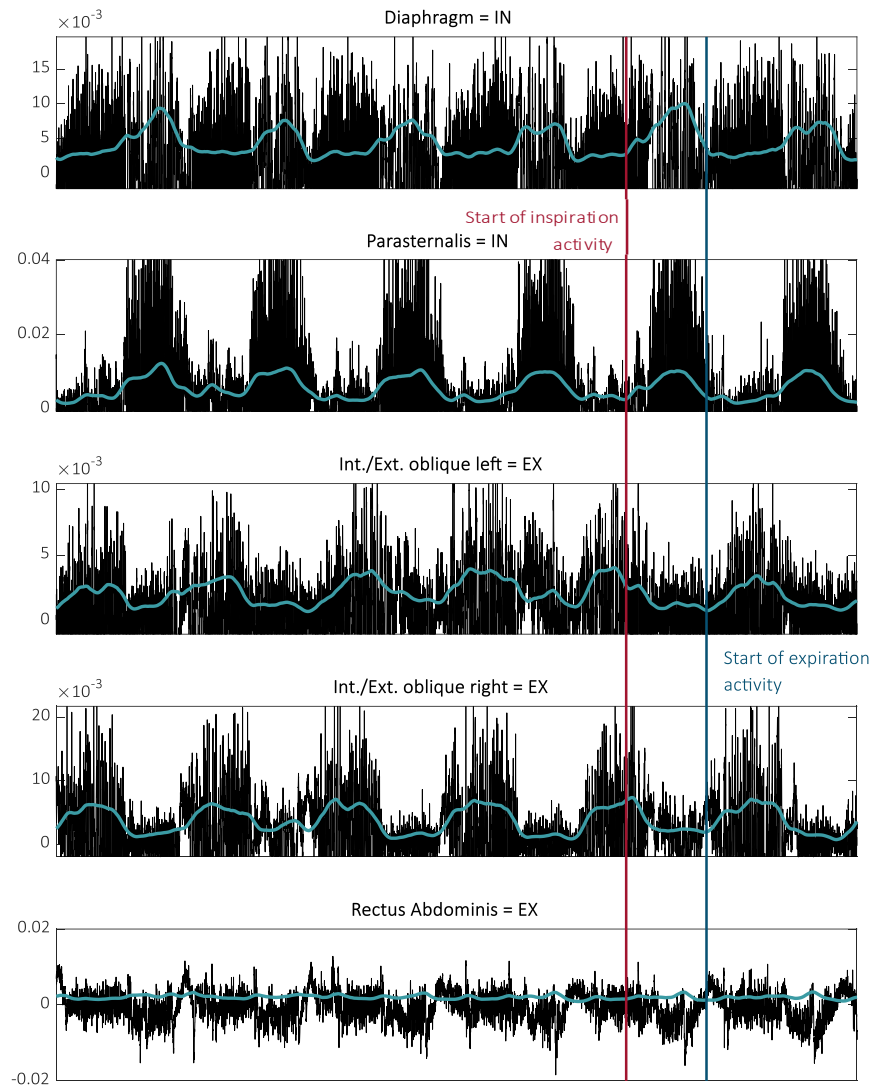 Diaphragm = IN
×10⁻³
15
10
5
0
Start of inspiration
activity
Parasternalis = IN
0.04
0.02
0
Int./Ext. oblique left = EX
×10⁻³
10
5
0
Start of expiration
activity
Int./Ext. oblique right = EX
×10⁻³
20
10
0
Rectus Abdominis = EX
0.02
0
-0.02